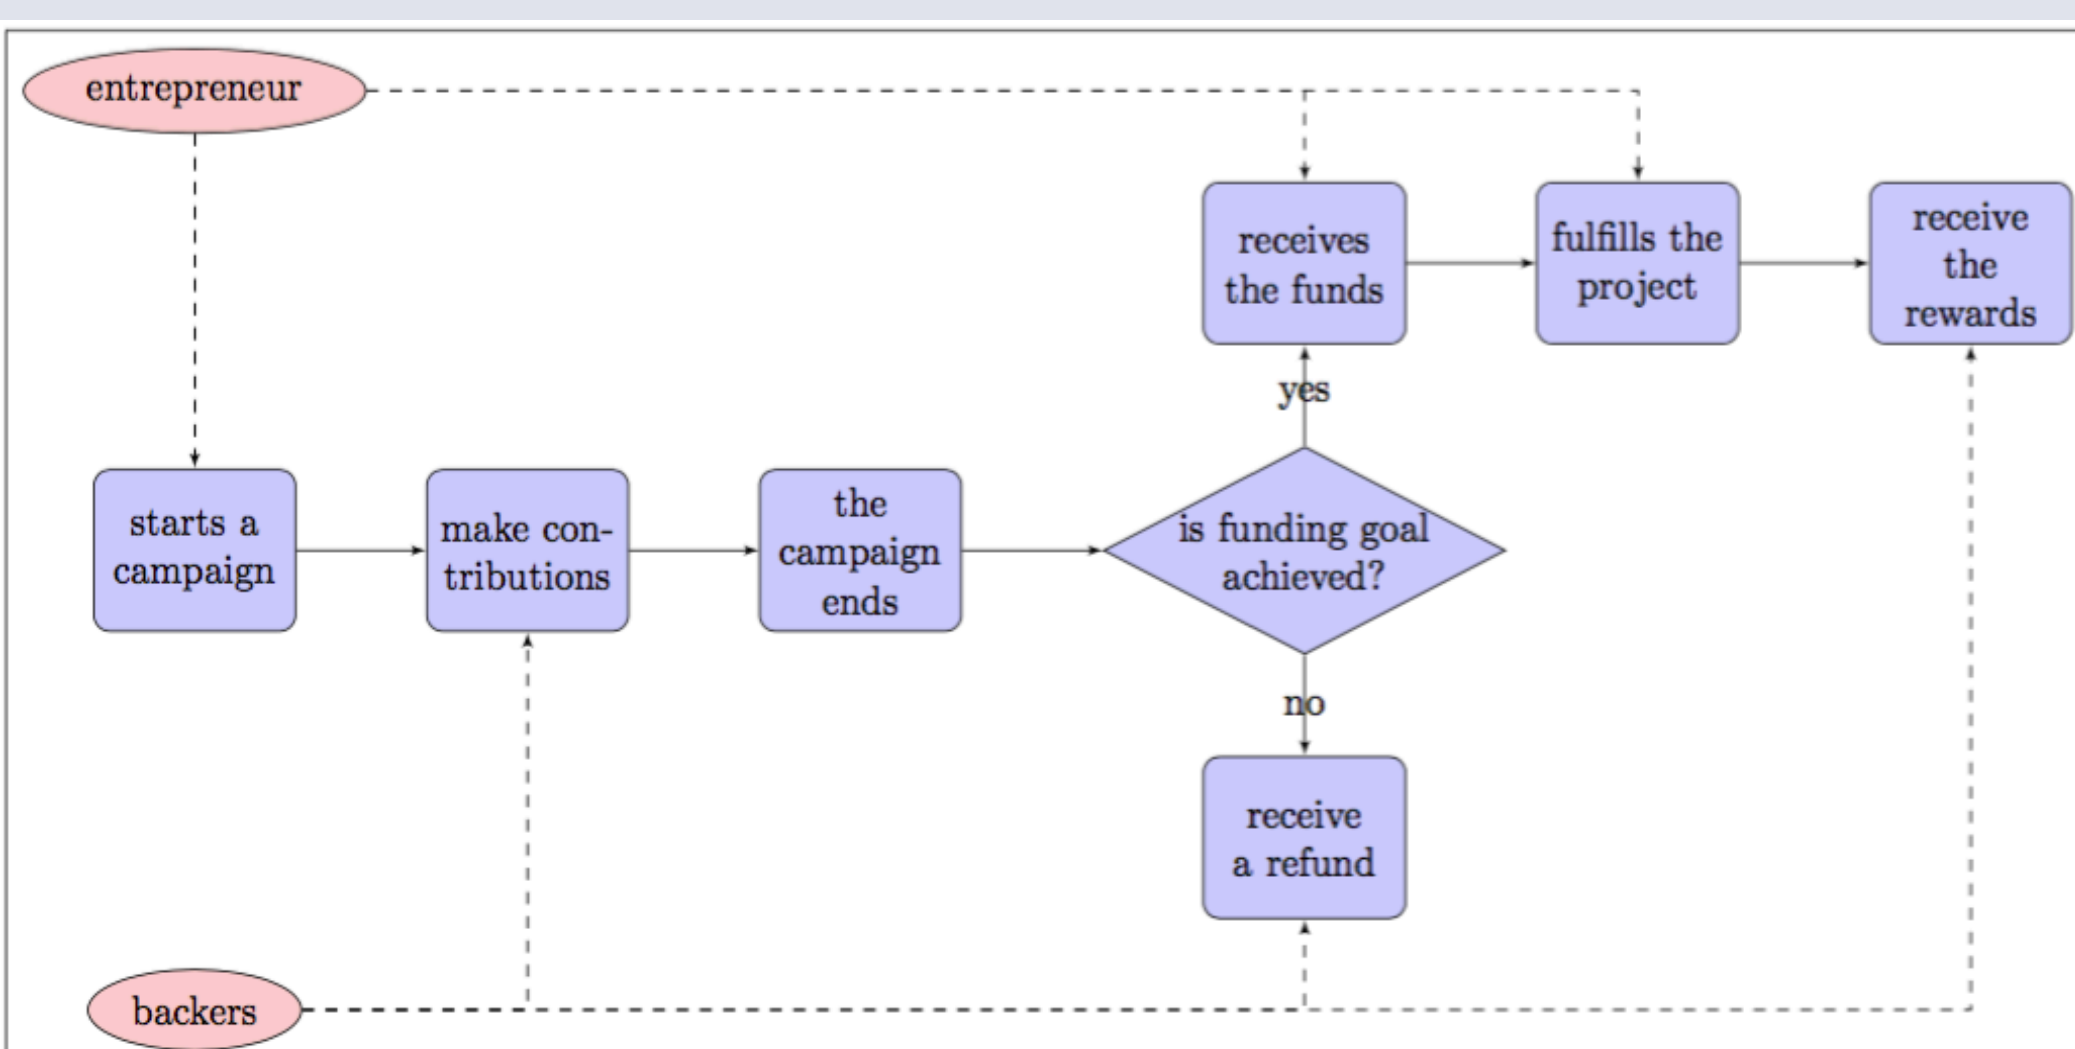 entrepreneur
receives
the funds
fulfills the
project
receive
the
rewards
yes
starts a
campaign
make con-
tributions
the
campaign
ends
is funding goal
achieved?
no
receive
a refund
backers